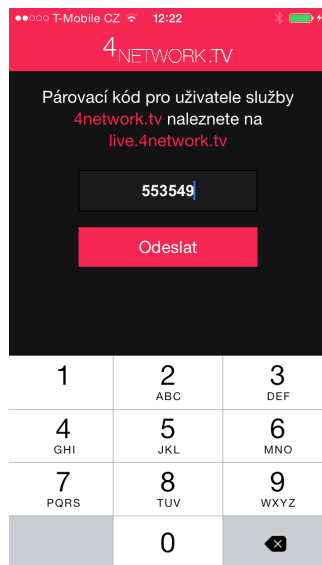 T-Mobile CZ 12:22
4NETWORK.TV
Párovací kód pro uživatele služby
4network.tv naleznete na
live.4network.tv
553549
Odeslat
1 2 3
ABC DEF
4 5 6
GHI JKL MNO
7 8 9
PQRS TUV WXYZ
0